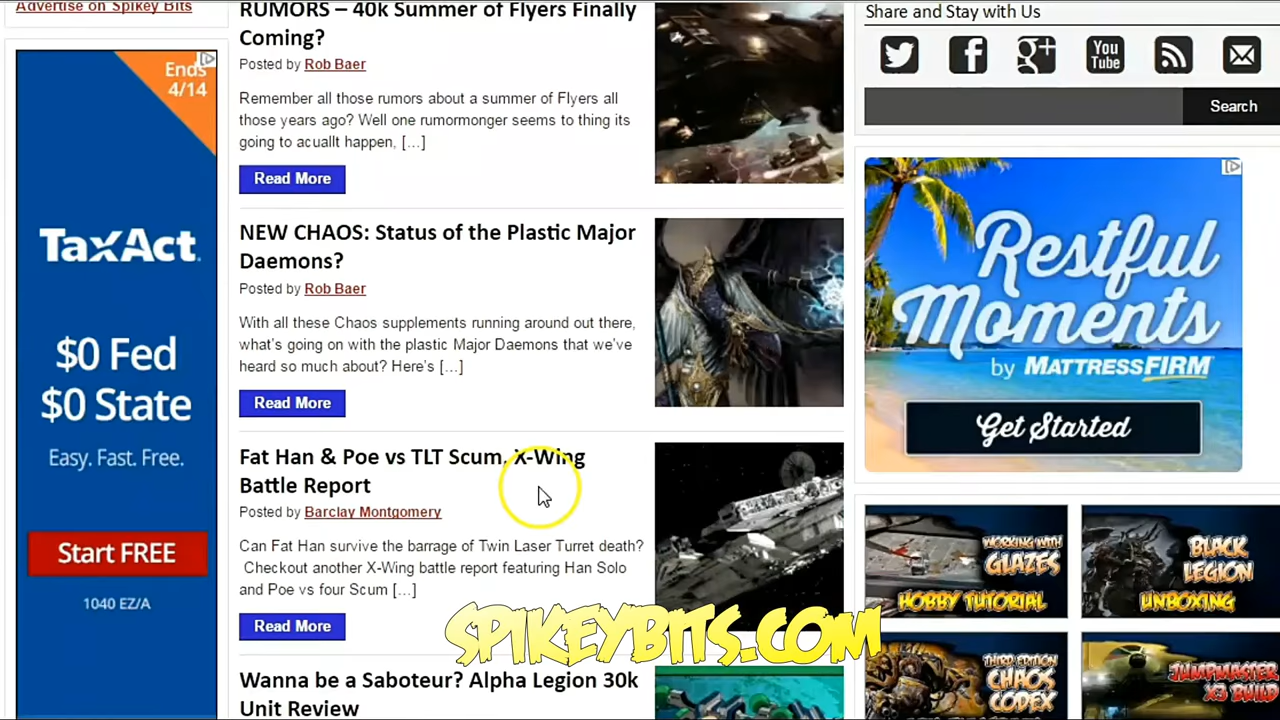 Advertise on Spikey Bits
Ends
4/14
TaxAct.
$0 Fed
$0 State
Easy. Fast. Free.
Start FREE
1040 EZ/A
RUMORS – 40k Summer of Flyers Finally
Coming?
Posted by Rob Baer
Remember all those rumors about a summer of Flyers all
those years ago? Well one rumormonger seems to thing its
going to acuallt happen, […]
Read More
NEW CHAOS: Status of the Plastic Major
Daemons?
Posted by Rob Baer
With all these Chaos supplements running around out there,
what's going on with the plastic Major Daemons that we've
heard so much about? Here's […]
Read More
Fat Han & Poe vs TLT Scum, X-Wing
Battle Report
Posted by Barclay Montgomery
Can Fat Han survive the barrage of Twin Laser Turret death?
Checkout another X-Wing battle report featuring Han Solo
and Poe vs four Scum […]
Read More
SPIKEYBITS.COM
Wanna be a Saboteur? Alpha Legion 30k
Unit Review
Share and Stay with Us
You
Tube
Search
Restful
Moments
by MATTRESSFIRM
Get Started
WORKING WITH
GLAZES
HOBBY TUTORIAL
BLACK
LEGION
UNBOXING
THIRD EDITION
CHAOS
CODEX
JUMPMASTER
X3 BUILD